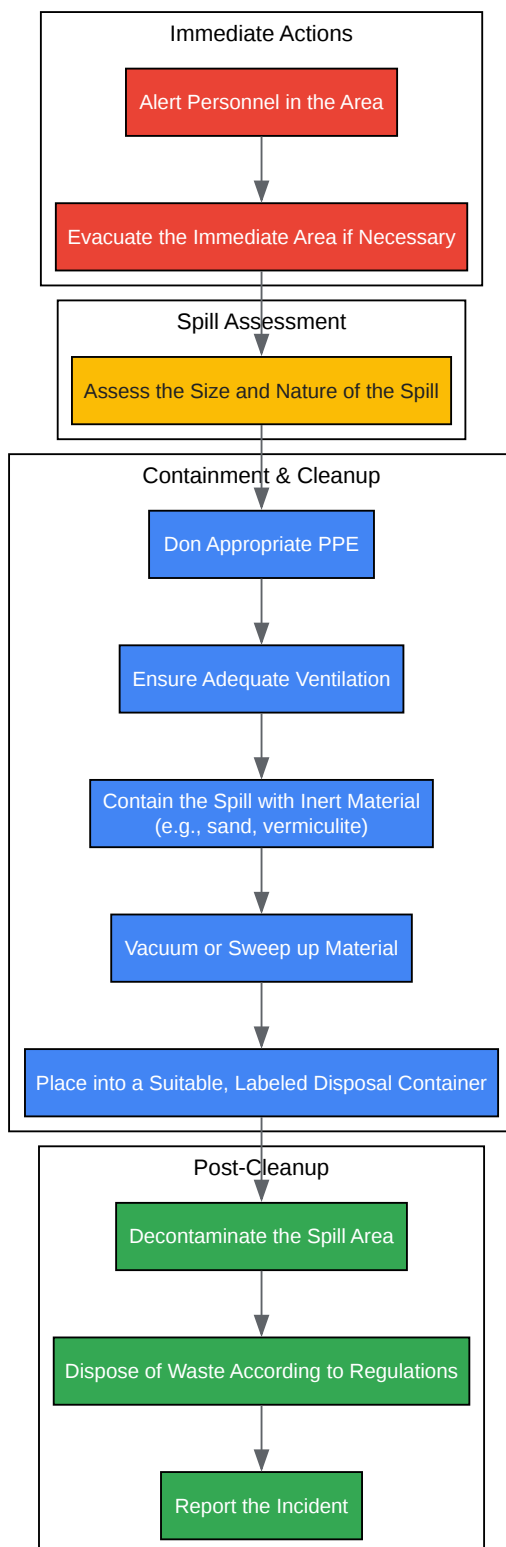 Immediate Actions
Alert Personnel in the Area
Evacuate the Immediate Area if Necessary
Spill Assessment
Assess the Size and Nature of the Spill
Containment & Cleanup
Don Appropriate PPE
Ensure Adequate Ventilation
Contain the Spill with Inert Material
(e.g., sand, vermiculite)
Vacuum or Sweep up Material
Place into a Suitable, Labeled Disposal Container
Post-Cleanup
Decontaminate the Spill Area
Dispose of Waste According to Regulations
Report the Incident